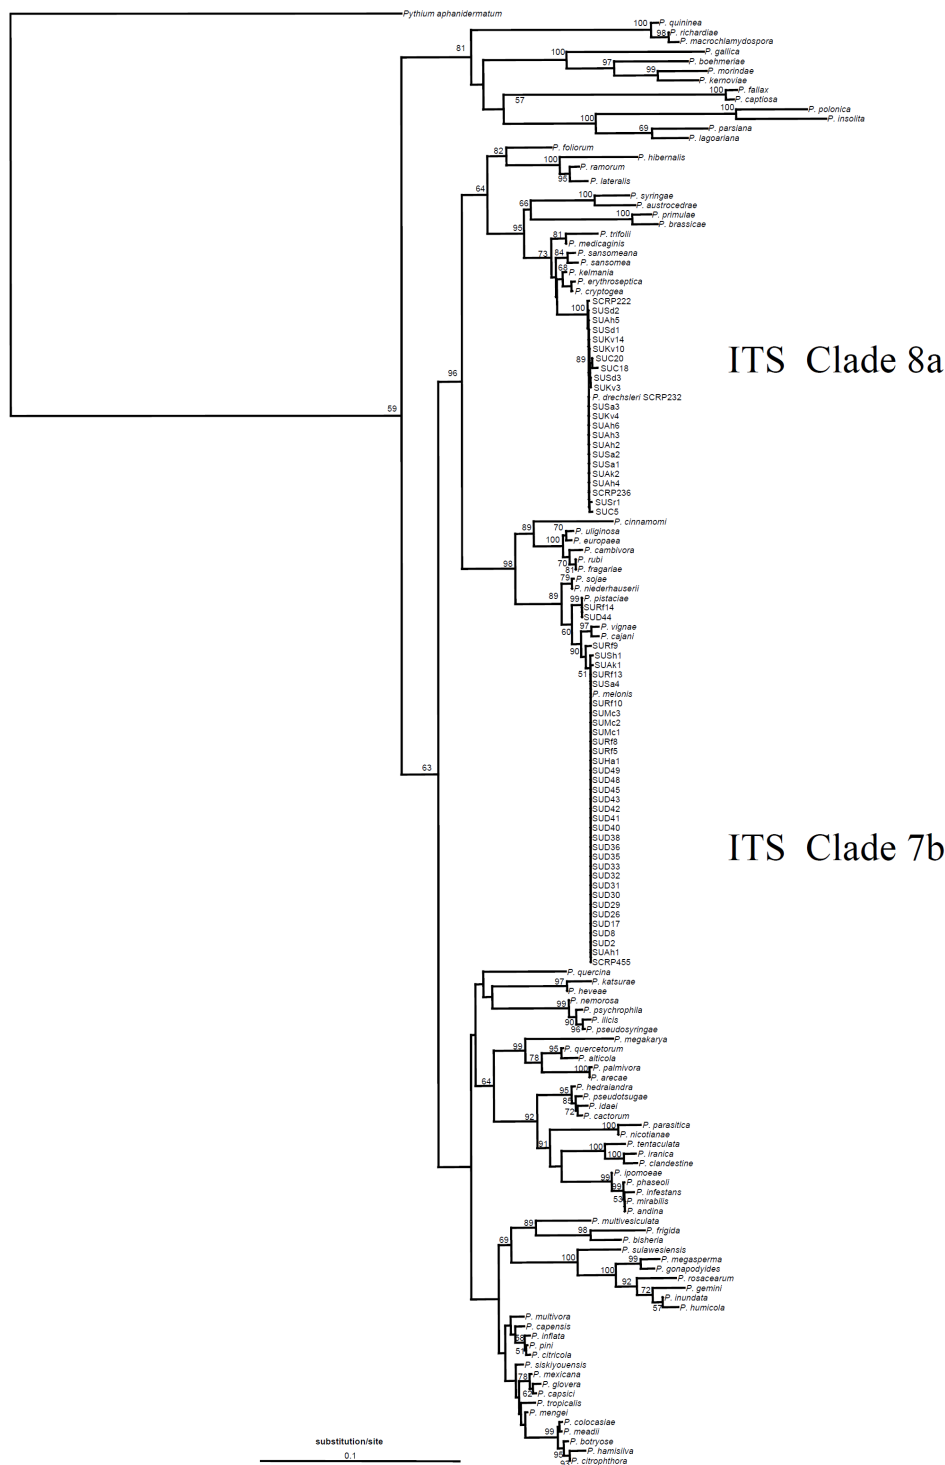 Pythium aphanidermatum
100 P. quininea
98 P. richardiae
P. macrochlamydospora
81
100 P. gallica
97 P. boehmeriae
99 P. morindae
P. kernoviae
100 P. fallax
57 P. captiosa
100 P. polonica
100 P. insolita
69 P. parsiana
P. lagoariana
82 P. foliorum
100 P. hibernalis
P. ramorum
95 P. lateralis
64
100 P. syringae
66 P. austrocedrae
100 P. primulae
95 P. brassicae
81 P. trifolii
P. medicaginis
73 84 P. sansomeana
P. sansomea
68 P. kelmania
P. erythroseptica
P. cryptogea
SCRP222
100 SUSd2
SUAh5
SUSd1
SUKv14
SUKv10
89 SUC20
SUC18
ITS Clade 8a
96 SUSd3
SUKv3
P. drechsleri SCRP232
59 SUSa3
SUKv4
SUAh6
SUAh3
SUAh2
SUSa2
SUSa1
SUAk2
SUAh4
SCRP236
SUSr1
SUC5
89 P. cinnamomi
70 P. uliginosa
100 P. europaea
P. cambivora
98 70 P. rubi
81 P. fragariae
79 P. sojae
P. niederhauserii
89 99 P. pistaciae
SURf14
SUD44
60 97 P. vignae
P. cajani
90 SURf9
SUSh1
SUAk1
51 SURf13
SUSa4
P. melonis
SURf10
SUMc3
SUMc2
SUMc1
SURf8
SURf5
SUHa1
63 SUD49
SUD48
SUD45
SUD43
SUD42
SUD41
SUD40
SUD38
ITS Clade 7b
SUD36
SUD35
SUD33
SUD32
SUD31
SUD30
SUD29
SUD26
SUD17
SUD8
SUD2
SUAh1
SCRP455
P. quercina
97 P. katsurae
P. heveae
99 P. nemorosa
P. psychrophila
90 P. ilicis
96 P. pseudosyringae
99 P. megakarya
95 P. quercetorum
78 P. alticola
100 P. palmivora
P. arecae
64
95 P. hedraiandra
85 P. pseudotsugae
P. idaei
72 P. cactorum
92 100 P. parasitica
P. nicotianae
91 100 P. tentaculata
100 P. iranica
P. clandestine
99 P. ipomoeae
99 P. phaseoli
P. infestans
53 P. mirabilis
P. andina
89 P. multivesiculata
98 P. frigida
69 P. bisheria
100 P. sulawesiensis
99 P. megasperma
100 P. gonapodyides
92 P. rosacearum
72 P. gemini
P. inundata
57 P. humicola
P. multivora
P. capensis
P. inflata
P. pini
51 P. citricola
P. siskiyouensis
78 P. mexicana
P. glovera
62 P. capsici
P. tropicalis
P. mengei
P. colocasiae
99 P. meadii
P. botryose
substitution/site
95 P. hamisilva
0.1
P. citrophthora